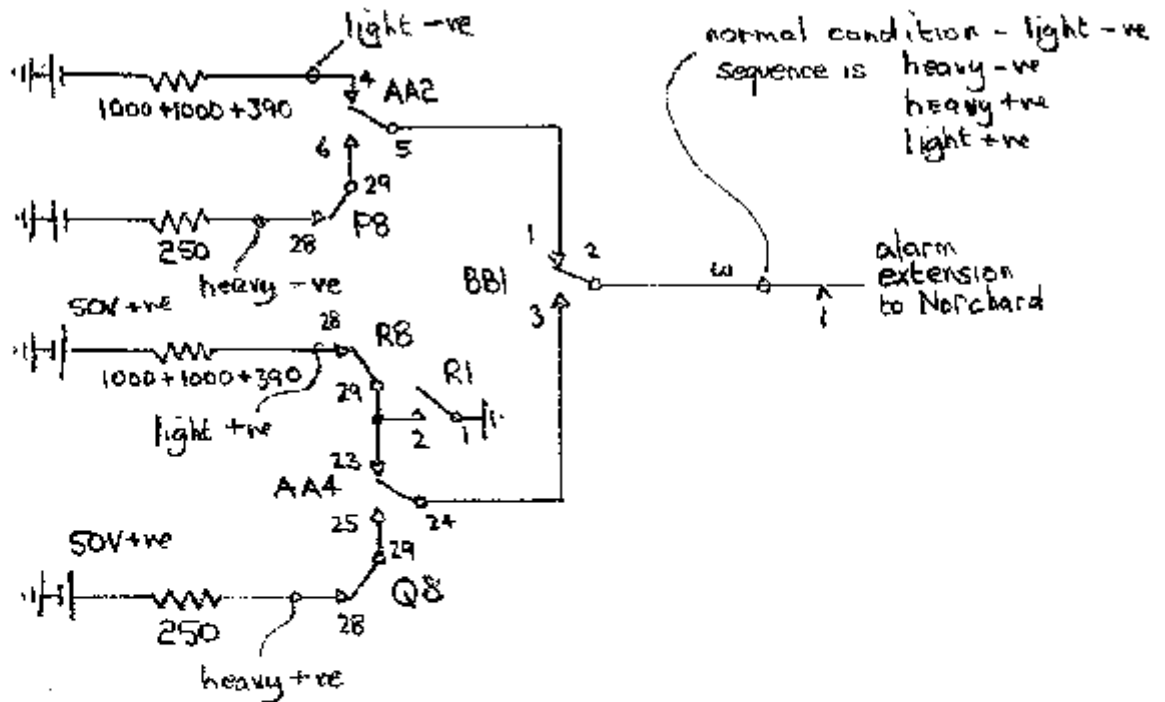 light -ve
normal condition - light -ve
sequence is heavy -ve
heavy +ve
light +ve
4
AA2
1000+1000+390
6
5
29
P8
250
28
heavy -ve
1
2
BB1
3
alarm
extension
to Norchard
1
50V +ve
28
R8
R1
1000+1000+390
29
light +ve
2
1
23
AA4
24
25
50V +ve
29
Q8
250
28
heavy +ve